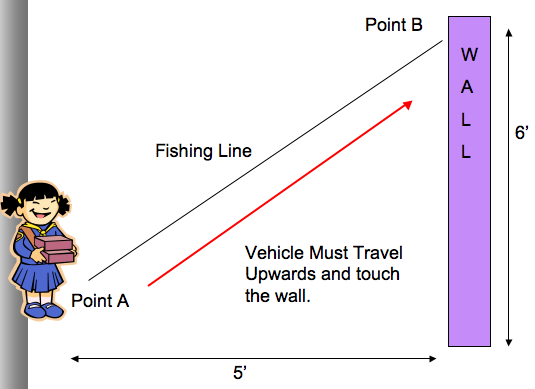 Point B
W
A
L
L
6’
Fishing Line
Vehicle Must Travel
Upwards and touch
the wall.
Point A
5’